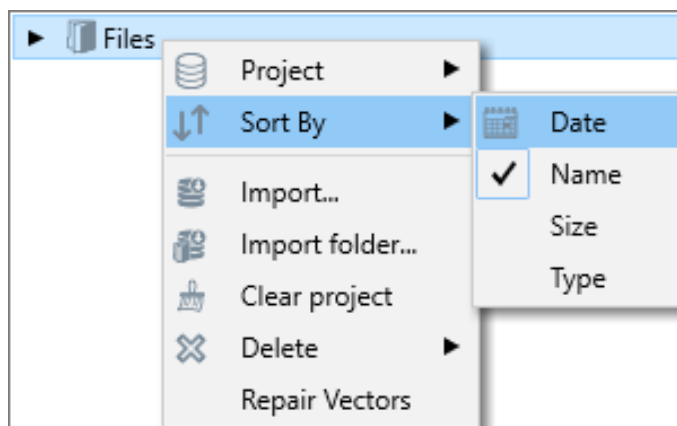 Files
Project
Sort By
Date
Name
Size
Type
Import...
Import folder...
Clear project
Delete
Repair Vectors